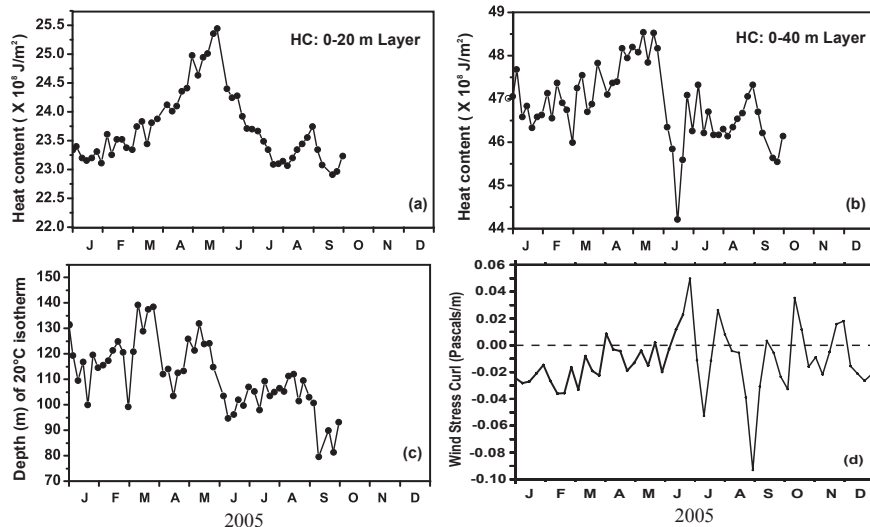 Heat content ( X 10⁸ J/m²)
25.5
25.0
24.5
24.0
23.5
23.0
22.5
22.0
HC: 0-20 m Layer
(a)
J F M A M J J A S O N D
Heat content ( X 10⁸ J/m²)
49
48
47
46
45
44
HC: 0-40 m Layer
(b)
J F M A M J J A S O N D
Depth (m) of 20°C isotherm
150
140
130
120
110
100
90
80
70
(c)
J F M A M J J A S O N D
2005
Wind Stress Curl (Pascals/m)
0.06
0.04
0.02
0.00
-0.02
-0.04
-0.06
-0.08
-0.10
(d)
J F M A M J J A S O N D
2005